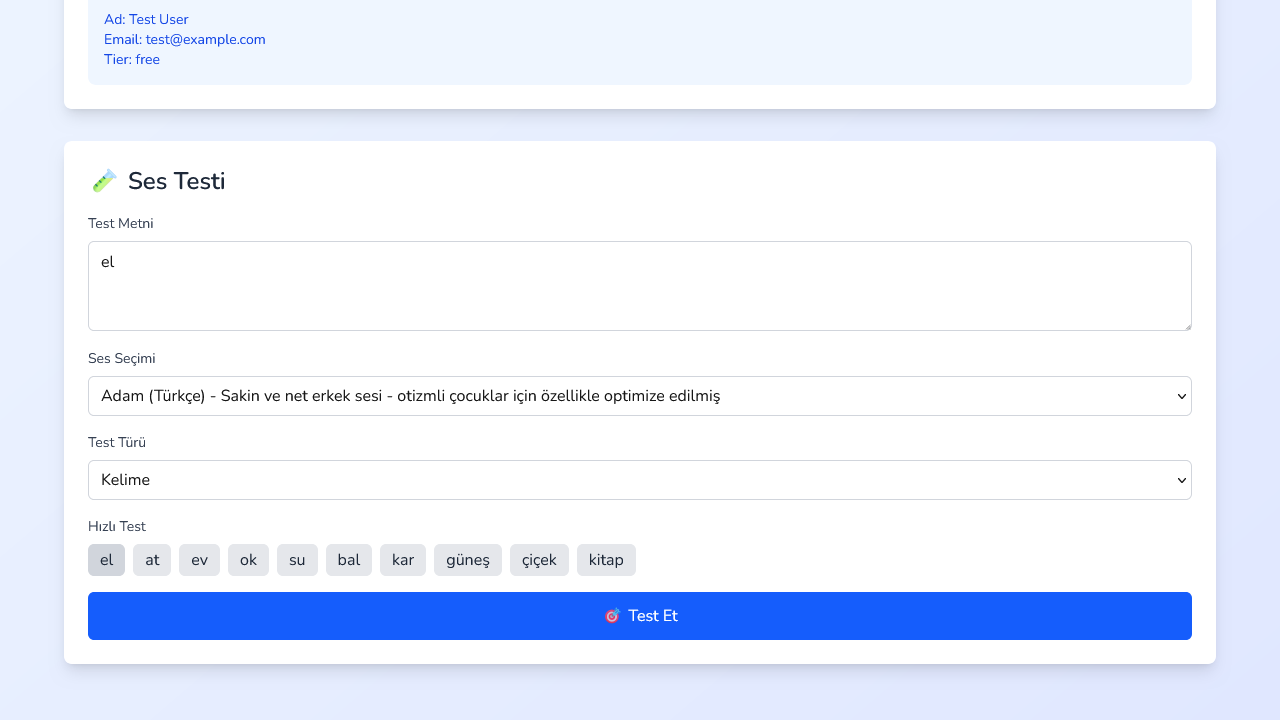 Ad: Test User
Email: test@example.com
Tier: free
Ses Testi
Test Metni
el
Ses Seçimi
Adam (Türkçe) - Sakin ve net erkek sesi - otizmli çocuklar için özellikle optimize edilmiş
Test Türü
Kelime
Hızlı Test
el at ev ok su bal kar güneş çiçek kitap
Test Et